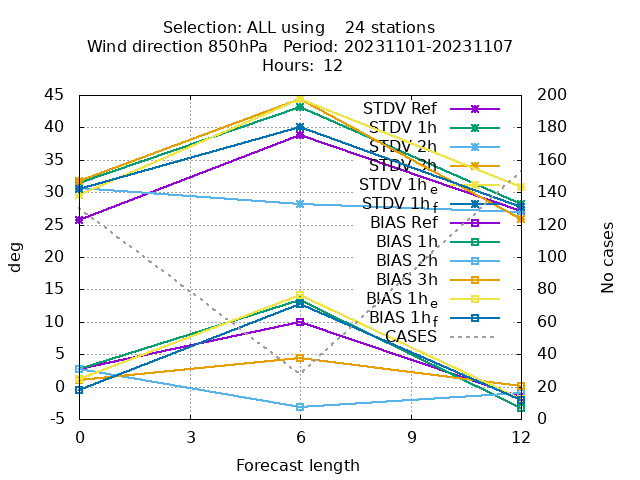 Selection: ALL using    24 stations
Wind direction 850hPa   Period: 20231101-20231107
Hours:  12
45 200
40 180
35 160
30 140
25 120
20 100
15 80
10 60
5 40
0 20
-5 0
deg
No cases
STDV Ref
STDV 1h
STDV 2h
STDV 3h
STDV 1he
STDV 1hf
BIAS Ref
BIAS 1h
BIAS 2h
BIAS 3h
BIAS 1he
BIAS 1hf
CASES
0 3 6 9 12
Forecast length